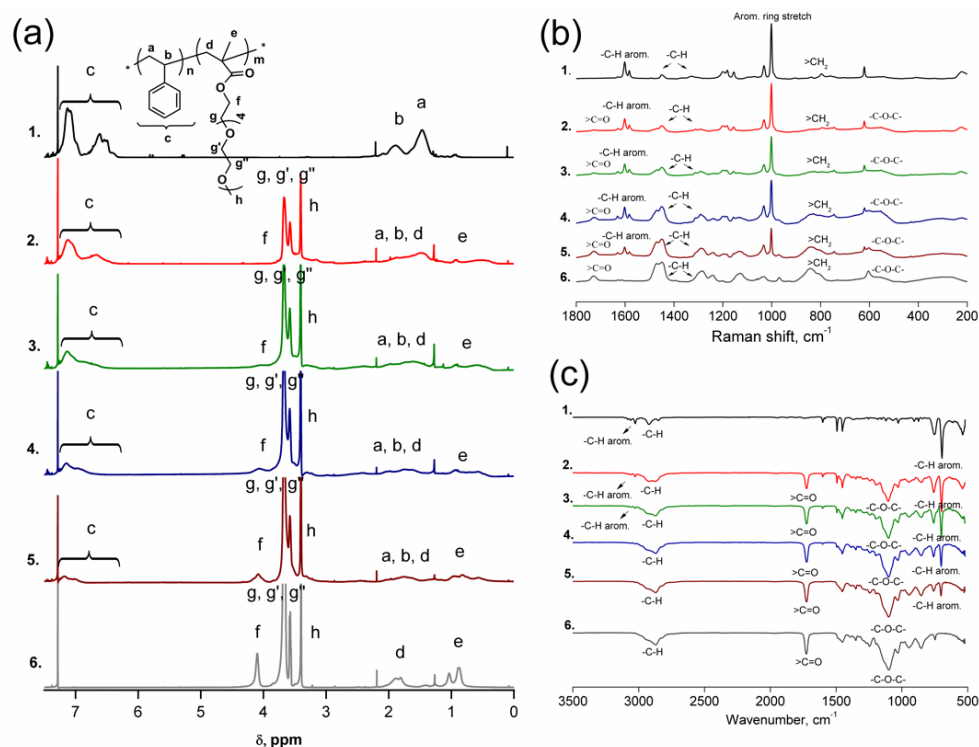 (a)
a
b
n
d
e
m
*
*
O
O
f
g
4
O
g'
g''
O
h
c
c
1.
b
a
2.
c
f
g, g', g''
h
a, b, d
e
3.
c
f
g, g', g''
h
a, b, d
e
4.
c
f
g, g', g''
h
a, b, d
e
5.
c
f
g, g', g''
h
a, b, d
e
6.
f
g, g', g''
h
d
e
7 6 5 4 3 2 1 0
δ, ppm
(b)
Arom. ring stretch
1.
-C-H arom.
-C-H
>CH₂
2.
>C=O
-C-H arom.
-C-H
>CH₂
-C-O-C-
3.
>C=O
-C-H arom.
-C-H
>CH₂
-C-O-C-
4.
>C=O
-C-H arom.
-C-H
>CH₂
-C-O-C-
5.
>C=O
-C-H arom.
-C-H
>CH₂
-C-O-C-
6.
>C=O
-C-H
>CH₂
-C-O-C-
1800 1600 1400 1200 1000 800 600 400 200
Raman shift, cm⁻¹
(c)
1.
-C-H arom.
-C-H
-C-H arom.
2.
-C-H arom.
-C-H
>C=O
-C-O-C-
-C-H arom.
3.
-C-H arom.
-C-H
>C=O
-C-O-C-
-C-H arom.
4.
-C-H
>C=O
-C-O-C-
-C-H arom.
5.
-C-H
>C=O
-C-O-C-
-C-H arom.
6.
-C-H
>C=O
-C-O-C-
3500 3000 2500 2000 1500 1000 500
Wavenumber, cm⁻¹